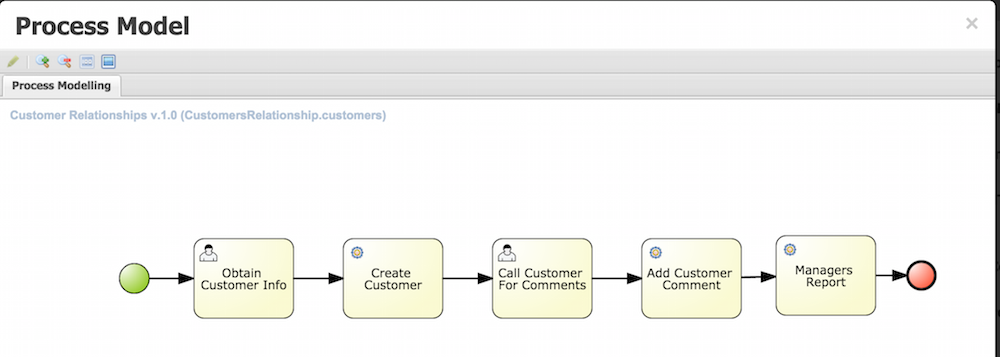 Process Model
Process Modelling
Customer Relationships v.1.0 (CustomersRelationship.customers)
Obtain
Customer Info
Create
Customer
Call Customer
For Comments
Add Customer
Comment
Managers
Report